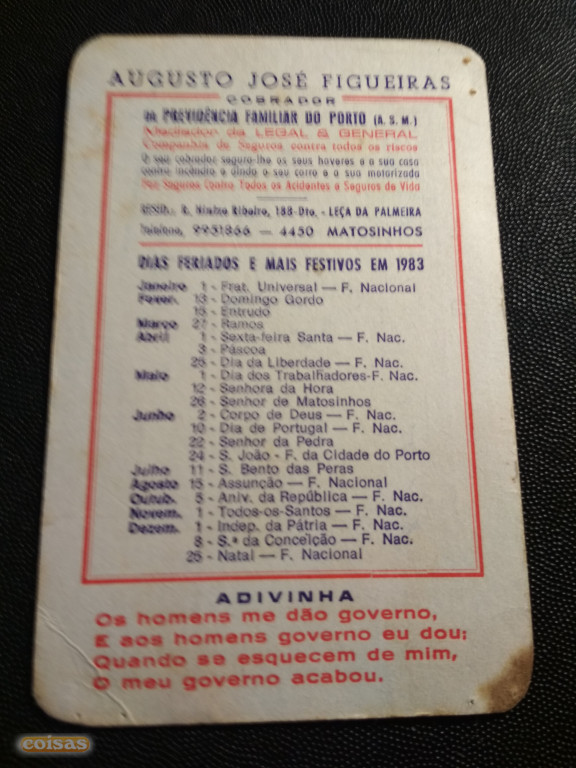 AUGUSTO JOSÉ FIGUEIRAS
COBRADOR
da PREVIDÊNCIA FAMILIAR DO PORTO (A. S. M.)
da LEGAL & GENERAL
Companhia de Seguros contra todos os riscos
O seu cobrador segura-lhe os seus haveres e a sua casa
contra incêndio e ainda o seu carro e a sua motorizada
Por Seguros Contra Todos os Acidentes e Seguros de Vida
RESID.: R. Nicolau Ribeiro, 188-Dto. - LEÇA DA PALMEIRA
Telefone, 9951866 — 4450 MATOSINHOS
DIAS FERIADOS E MAIS FESTIVOS EM 1983
Janeiro 1 - Frat. Universal — F. Nacional
Fever. 13 - Domingo Gordo
15 - Entrudo
Março 27 - Ramos
Abril 1 - Sexta-feira Santa — F. Nac.
3 - Páscoa
25 - Dia da Liberdade — F. Nac.
Maio 1 - Dia dos Trabalhadores-F. Nac.
12 - Senhora da Hora
26 - Senhor de Matosinhos
Junho 2 - Corpo de Deus — F. Nac.
10 - Dia de Portugal — F. Nac.
22 - Senhor da Pedra
24 - S. João - F. da Cidade do Porto
Julho 11 - S. Bento das Peras
Agosto 15 - Assunção — F. Nacional
Outub. 5 - Aniv. da República — F. Nac.
Novem. 1 - Todos-os-Santos — F. Nac.
Dezem. 1 - Indep. da Pátria — F. Nac.
8 - S.ª da Conceição — F. Nac.
25 - Natal — F. Nacional
ADIVINHA
Os homens me dão governo,
E aos homens governo eu dou;
Quando se esquecem de mim,
O meu governo acabou.
coisas